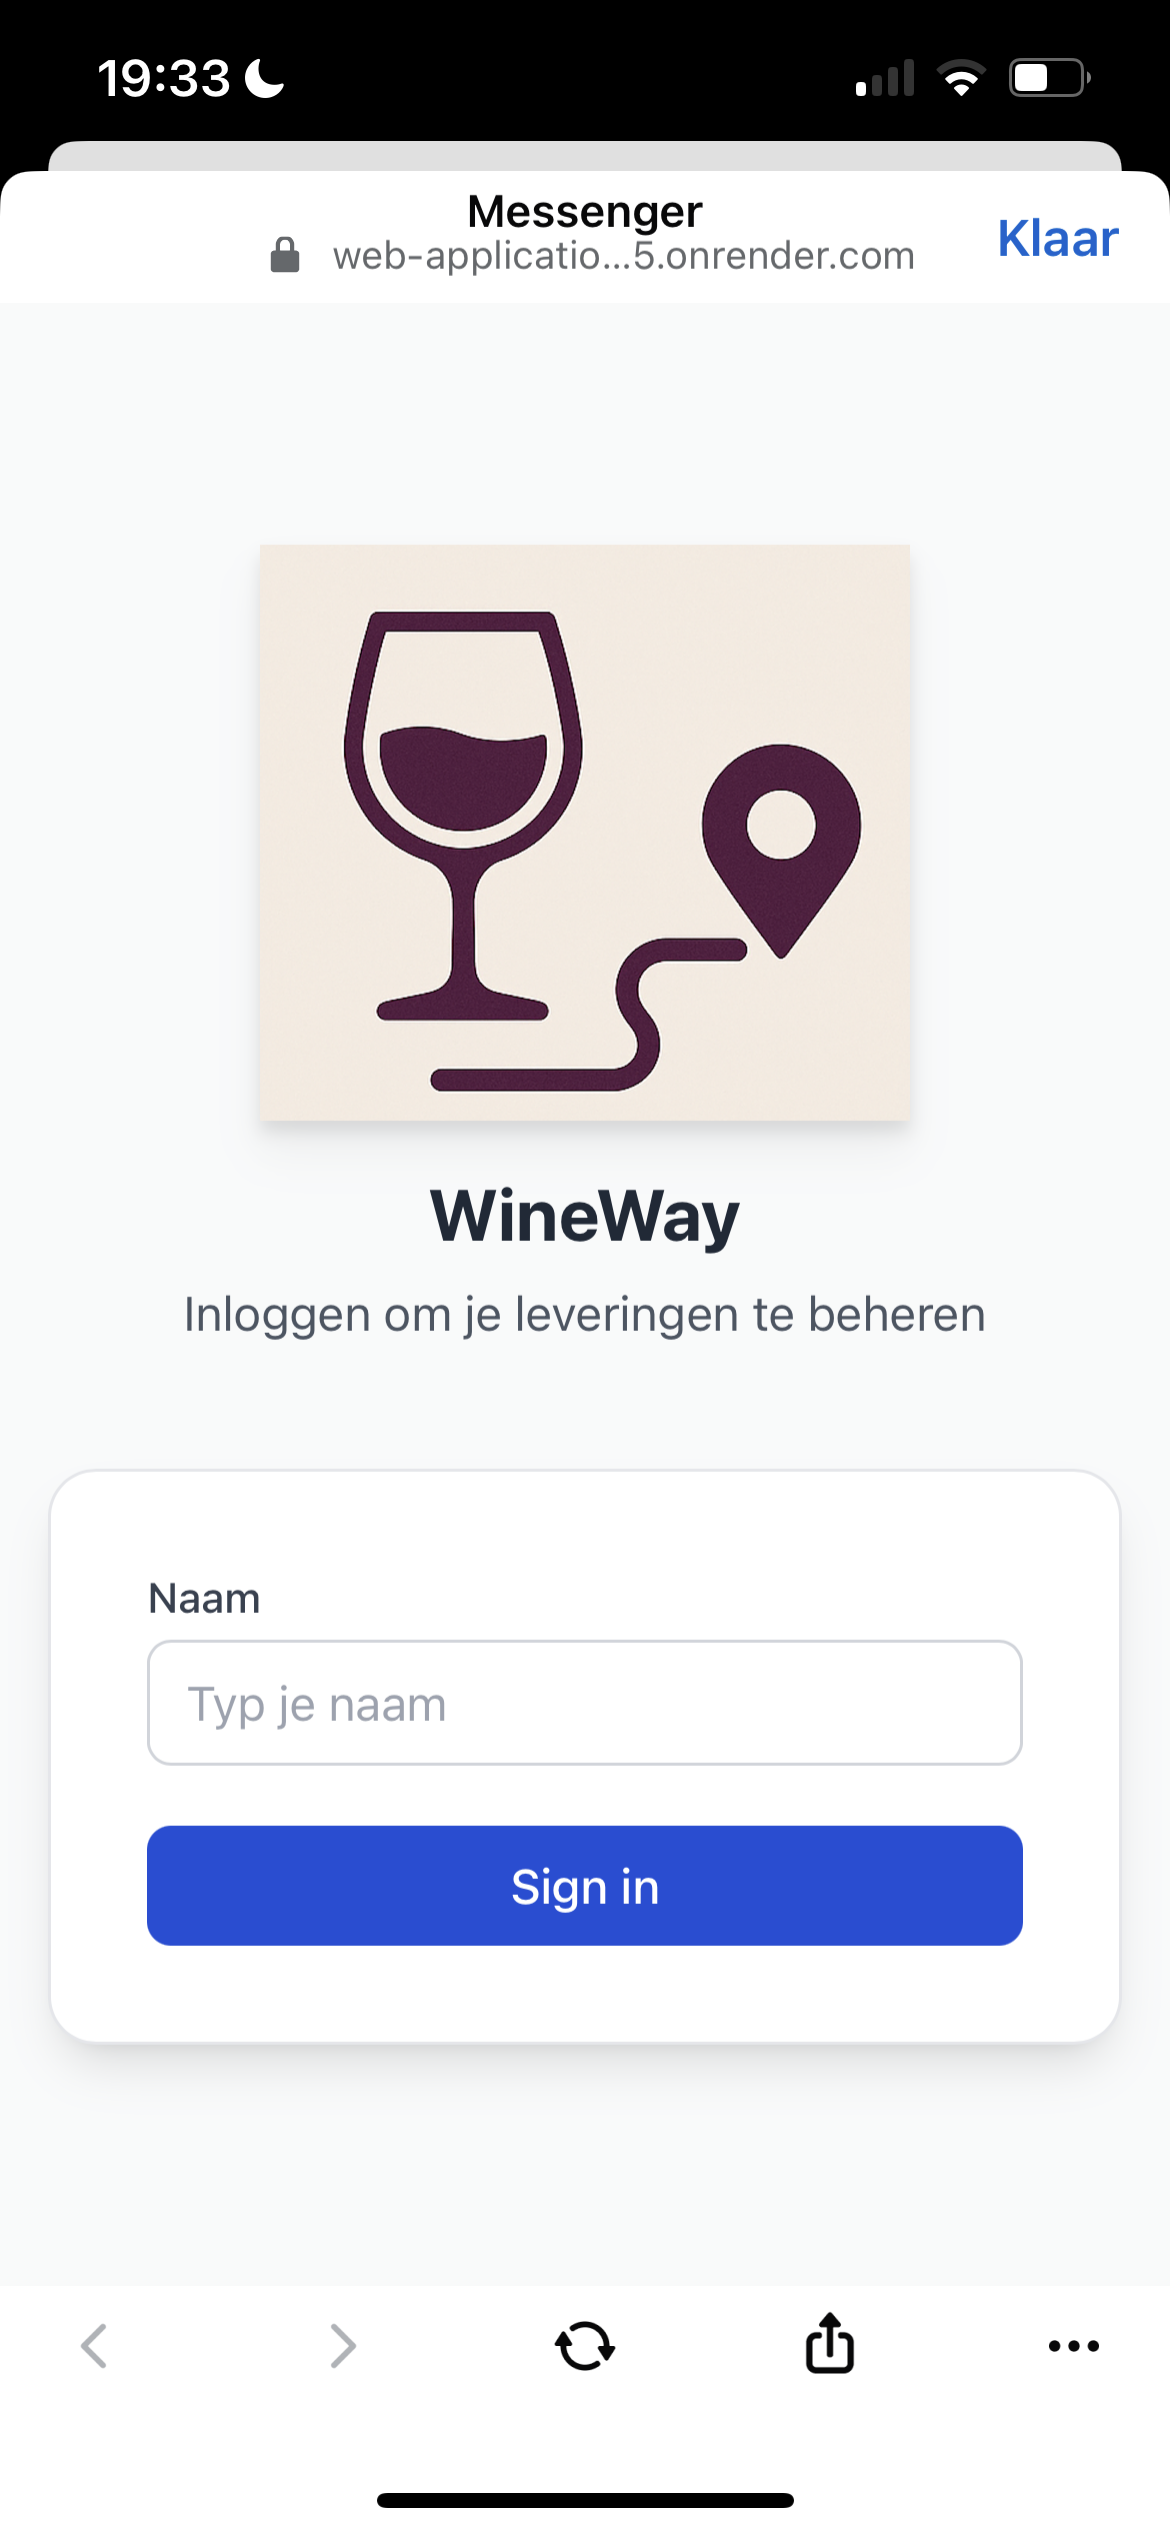 19:33
Messenger
web-applicatio...5.onrender.com
Klaar
WineWay
Inloggen om je leveringen te beheren
Naam
Typ je naam
Sign in